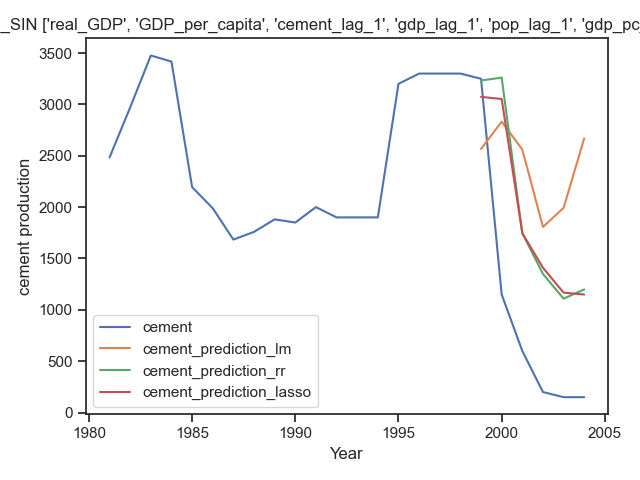 _SIN ['real_GDP', 'GDP_per_capita', 'cement_lag_1', 'gdp_lag_1', 'pop_lag_1', 'gdp_pc_
3500
3000
2500
2000
1500
1000
500
0
cement production
cement
cement_prediction_lm
cement_prediction_rr
cement_prediction_lasso
1980
1985
1990
1995
2000
2005
Year